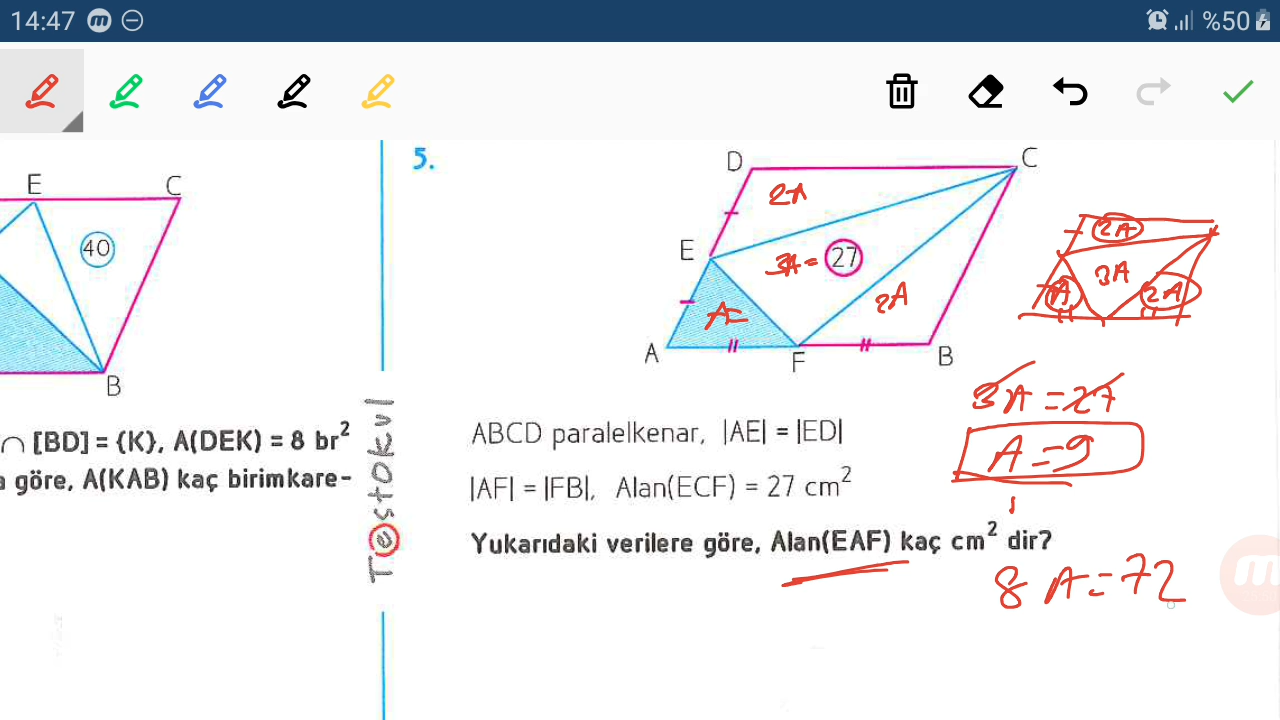 14:47 %50
5.
E C
40
B
∩ [BD] = {K}, A(DEK) = 8 br²
a göre, A(KAB) kaç birimkare-
Testokul
D C
2A
E
3A = 27
2A
A=
A F B
2A
3A
A 2A
3A = 27
A = 9
8 A = 72
ABCD paralelkenar, |AE| = |ED|
|AF| = |FB|, Alan(ECF) = 27 cm²
Yukarıdaki verilere göre, Alan(EAF) kaç cm² dir?